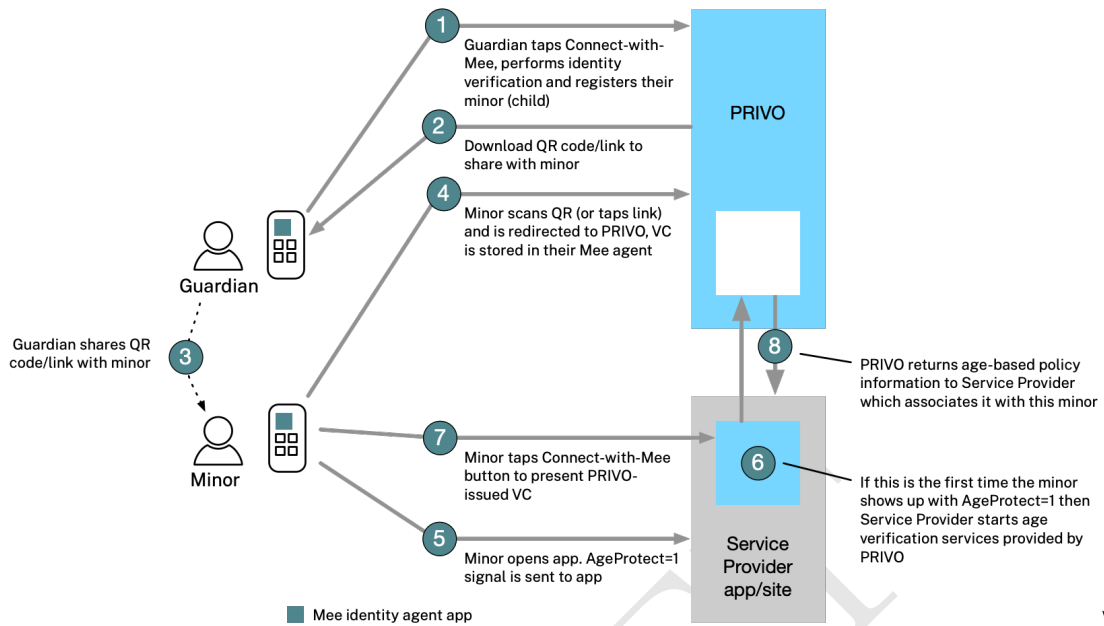 1
Guardian taps Connect-with-
Mee, performs identity
verification and registers their
minor (child)
PRIVO
2
Download QR code/link to
share with minor
4
Minor scans QR (or taps link)
and is redirected to PRIVO, VC
is stored in their Mee agent
Guardian
Guardian shares QR
code/link with minor
3
8
PRIVO returns age-based policy
information to Service Provider
which associates it with this minor
Minor
7
Minor taps Connect-with-Mee
button to present PRIVO-
issued VC
6
If this is the first time the minor
shows up with AgeProtect=1 then
Service Provider starts age
verification services provided by
PRIVO
5
Minor opens app. AgeProtect=1
signal is sent to app
Service
Provider
app/site
Mee identity agent app